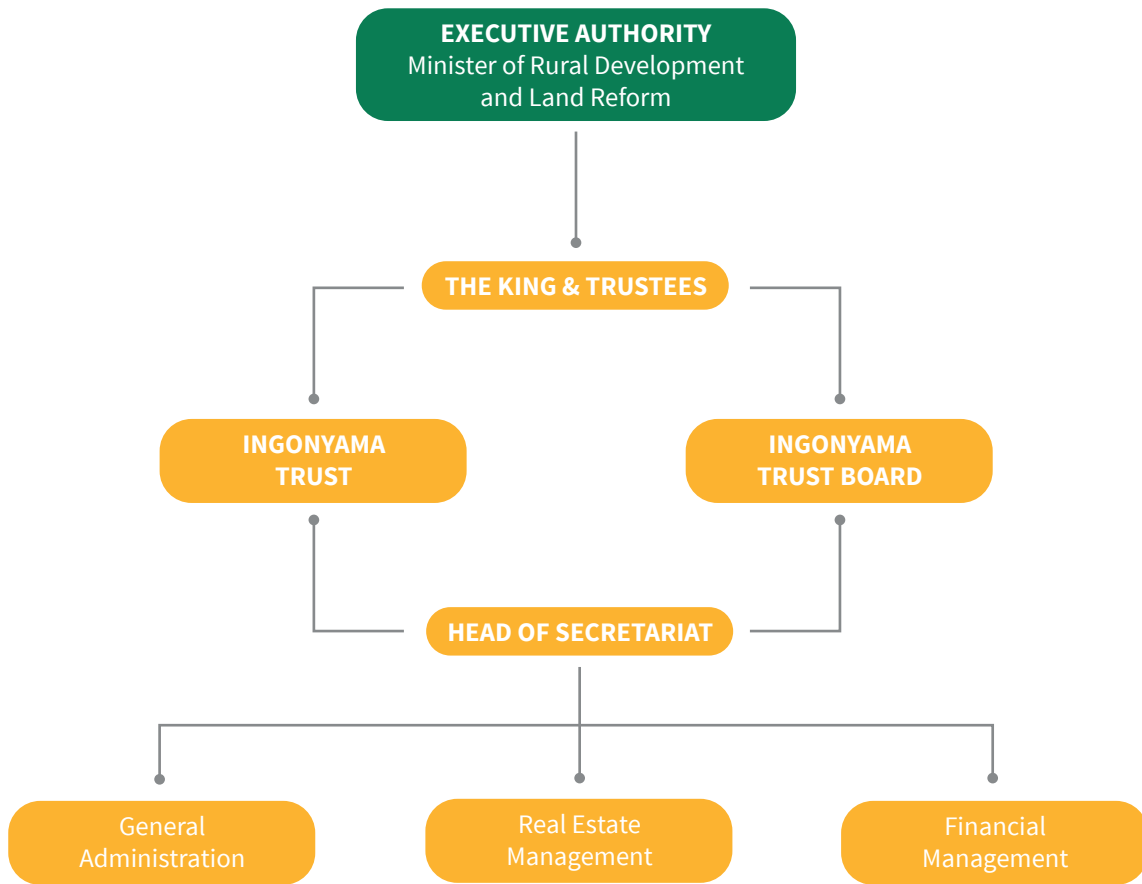 EXECUTIVE AUTHORITY
Minister of Rural Development
and Land Reform
THE KING & TRUSTEES
INGONYAMA
TRUST
INGONYAMA
TRUST BOARD
HEAD OF SECRETARIAT
General
Administration
Real Estate
Management
Financial
Management